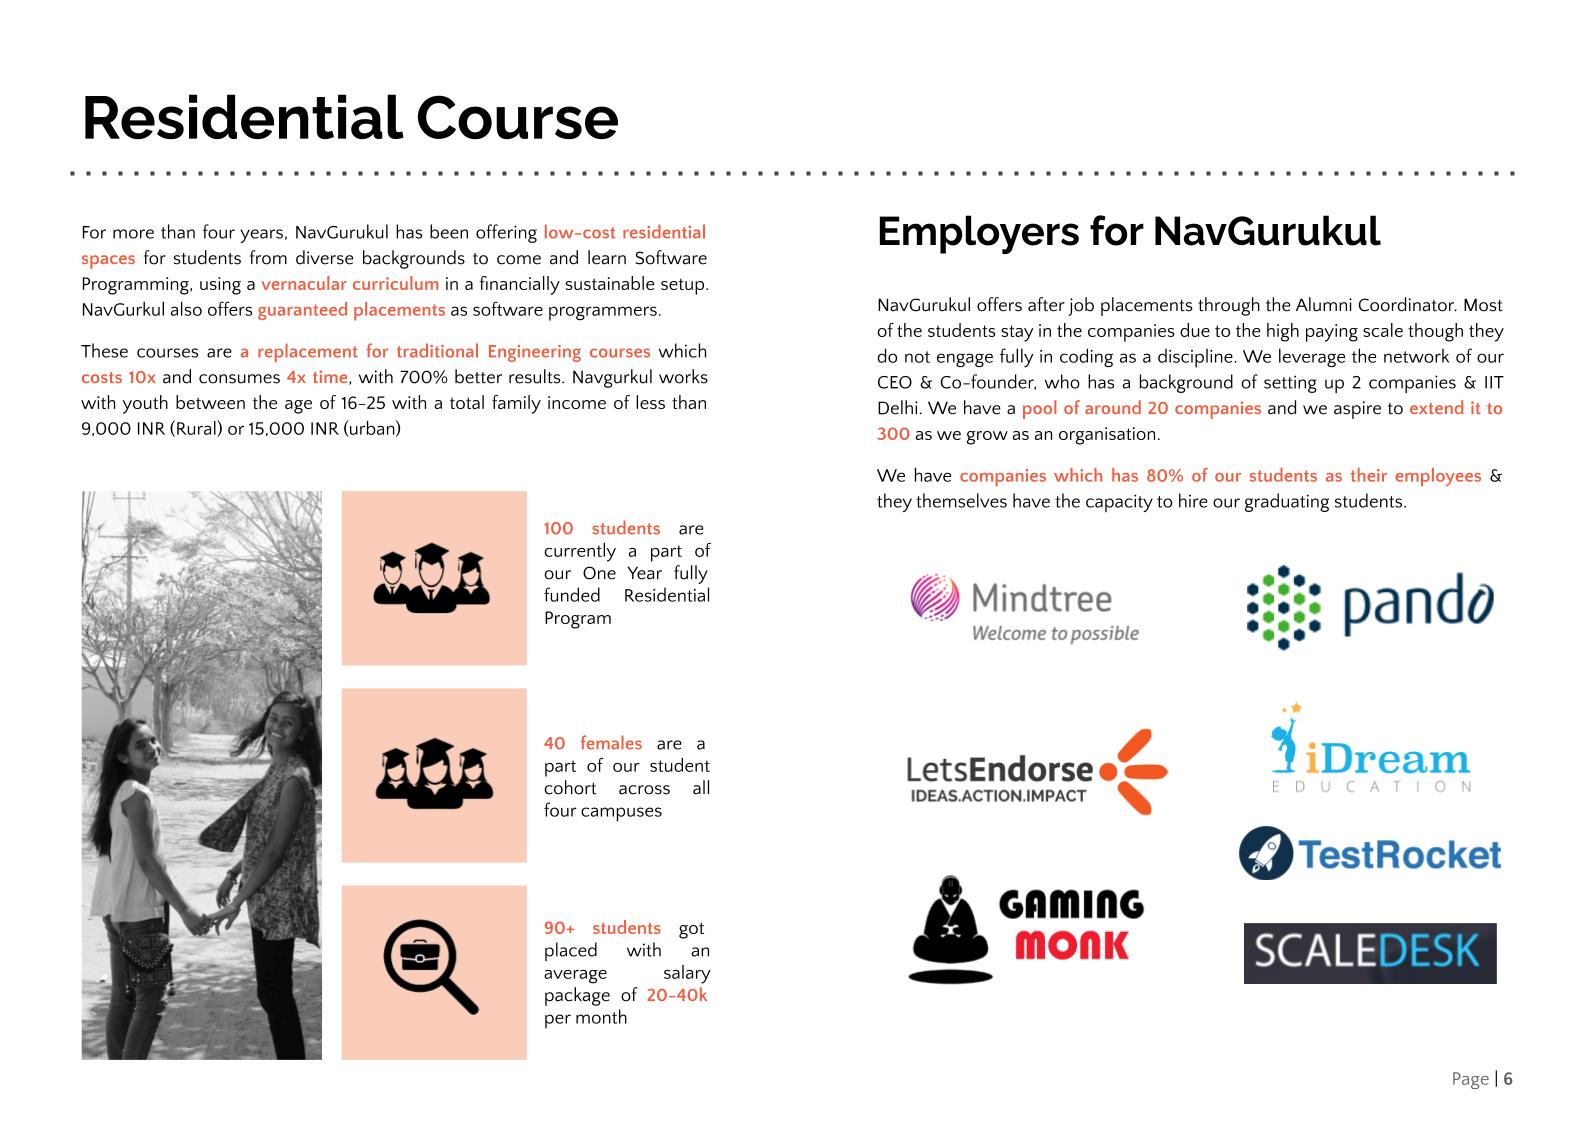 Residential Course
For more than four years, NavGurukul has been offering low-cost residential
spaces for students from diverse backgrounds to come and learn Software
Programming, using a vernacular curriculum in a financially sustainable setup.
NavGurkul also offers guaranteed placements as software programmers.
These courses are a replacement for traditional Engineering courses which
costs 10x and consumes 4x time, with 700% better results. Navgurkul works
with youth between the age of 16-25 with a total family income of less than
9,000 INR (Rural) or 15,000 INR (urban)
100 students are
currently a part of
our One Year fully
funded Residential
Program
40 females are a
part of our student
cohort across all
four campuses
90+ students got
placed with an
average salary
package of 20-40k
per month
Employers for NavGurukul
NavGurukul offers after job placements through the Alumni Coordinator. Most
of the students stay in the companies due to the high paying scale though they
do not engage fully in coding as a discipline. We leverage the network of our
CEO & Co-founder, who has a background of setting up 2 companies & IIT
Delhi. We have a pool of around 20 companies and we aspire to extend it to
300 as we grow as an organisation.
We have companies which has 80% of our students as their employees &
they themselves have the capacity to hire our graduating students.
Mindtree
Welcome to possible
pando
LetsEndorse
IDEAS.ACTION.IMPACT
iDream
EDUCATION
TestRocket
GAMING
MONK
SCALEDESK
Page | 6